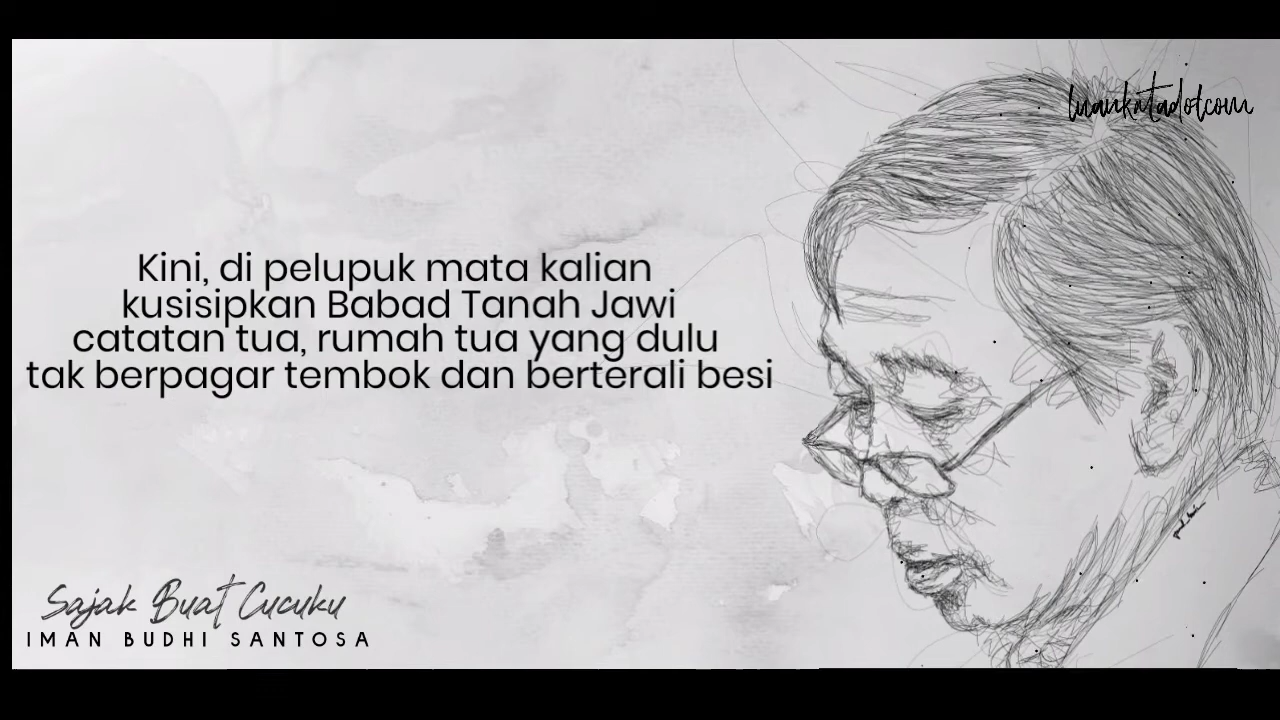 luankatadotcom
Kini, di pelupuk mata kalian
kusisipkan Babad Tanah Jawi
catatan tua, rumah tua yang dulu
tak berpagar tembok dan berterali besi
Sajak Buat Cucuku
IMAN BUDHI SANTOSA